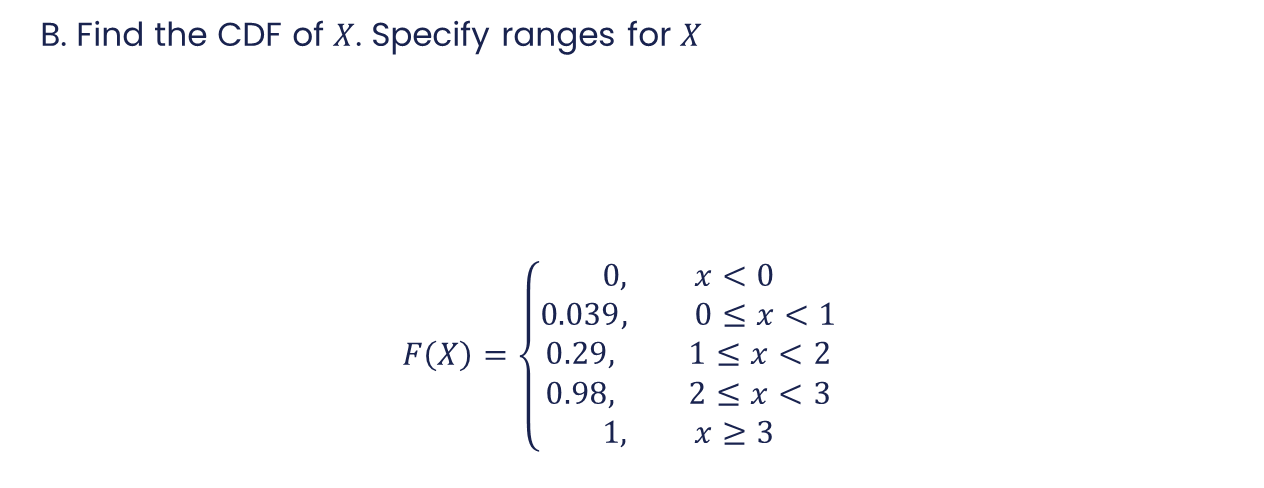 B. Find the CDF of X. Specify ranges for X
0, x < 0
0.039, 0 ≤ x < 1
F(X) = { 0.29, 1 ≤ x < 2
0.98, 2 ≤ x < 3
1, x ≥ 3